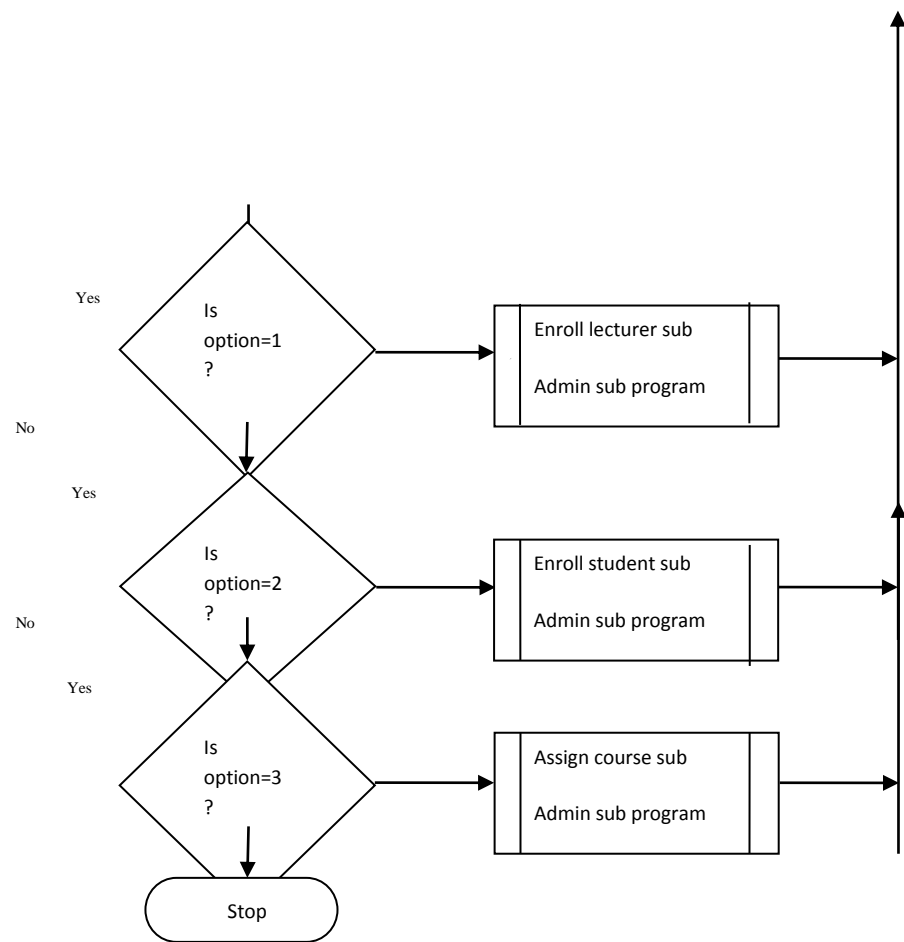 Yes
Is
option=1
?
Enroll lecturer sub
Admin sub program
No
Yes
Is
option=2
?
Enroll student sub
Admin sub program
No
Yes
Is
option=3
?
Assign course sub
Admin sub program
Stop